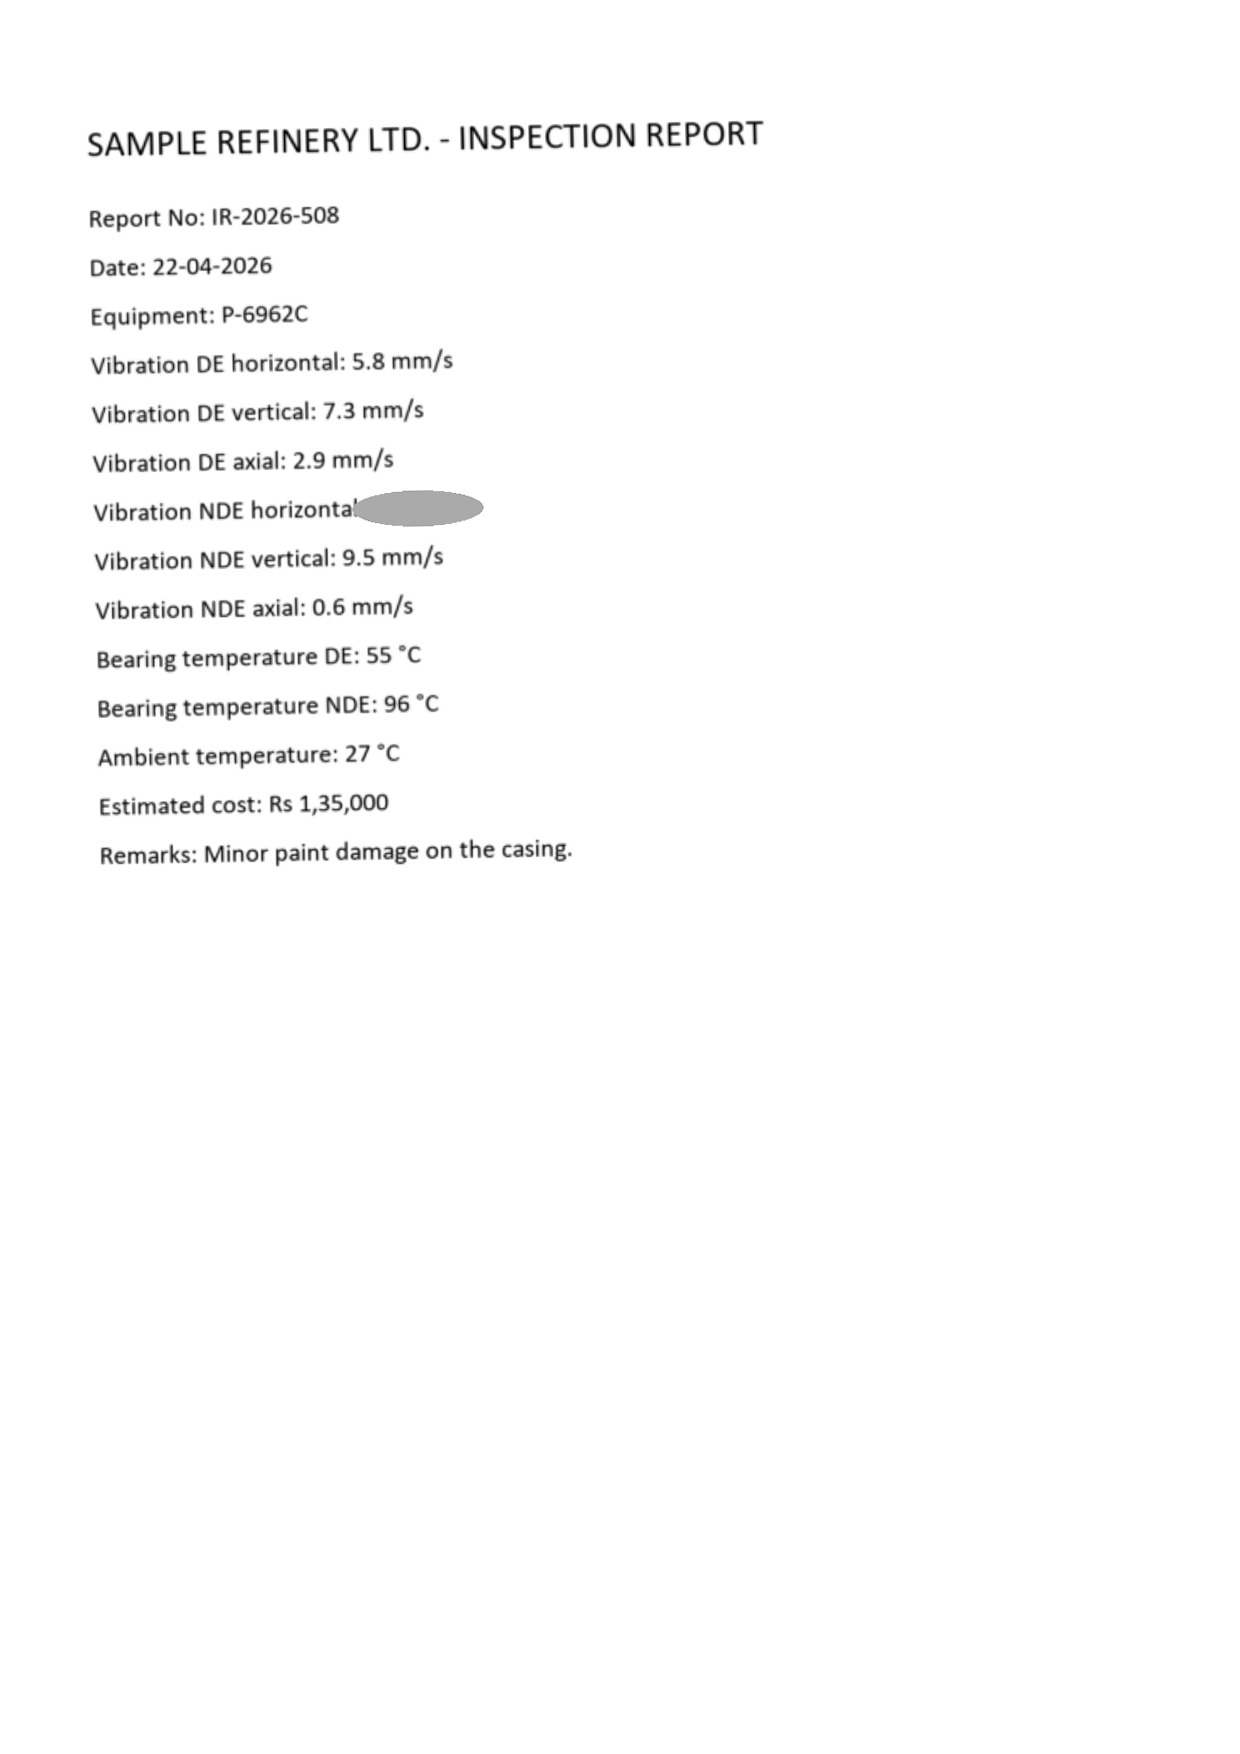 SAMPLE REFINERY LTD. - INSPECTION REPORT
Report No: IR-2026-508
Date: 22-04-2026
Equipment: P-6962C
Vibration DE horizontal: 5.8 mm/s
Vibration DE vertical: 7.3 mm/s
Vibration DE axial: 2.9 mm/s
Vibration NDE
Vibration NDE vertical: 9.5 mm/s
Vibration NDE axial: 0.6 mm/s
Bearing temperature DE: 55 °C
Bearing temperature NDE: 96 °C
Ambient temperature: 27 °C
Estimated cost: Rs 1,35,000
Remarks: Minor paint damage on the casing.